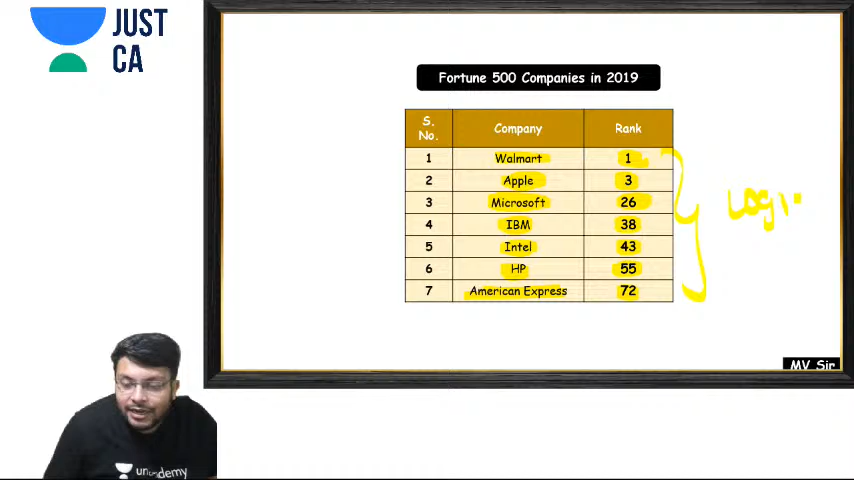 JUST
CA
Fortune 500 Companies in 2019
S. No. Company Rank
1 Walmart 1
2 Apple 3
3 Microsoft 26
4 IBM 38
5 Intel 43
6 HP 55
7 American Express 72
MV Sir